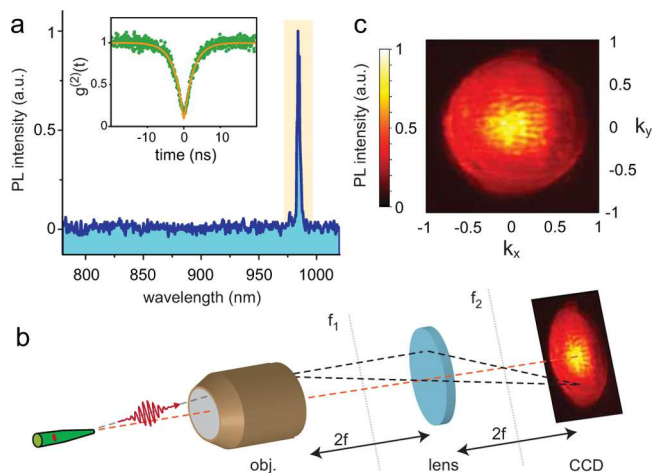 a
PL intensity (a.u.)
1
0.5
0
g(2)(t)
1
0
-10 0 10
time (ns)
800 850 900 950 1000
wavelength (nm)
c
PL intensity (a.u.)
1
0.5
0
1
0.5
0
-0.5
-1
ky
-1 -0.5 0 0.5 1
kx
b
f1
f2
2f
2f
obj.
lens
CCD